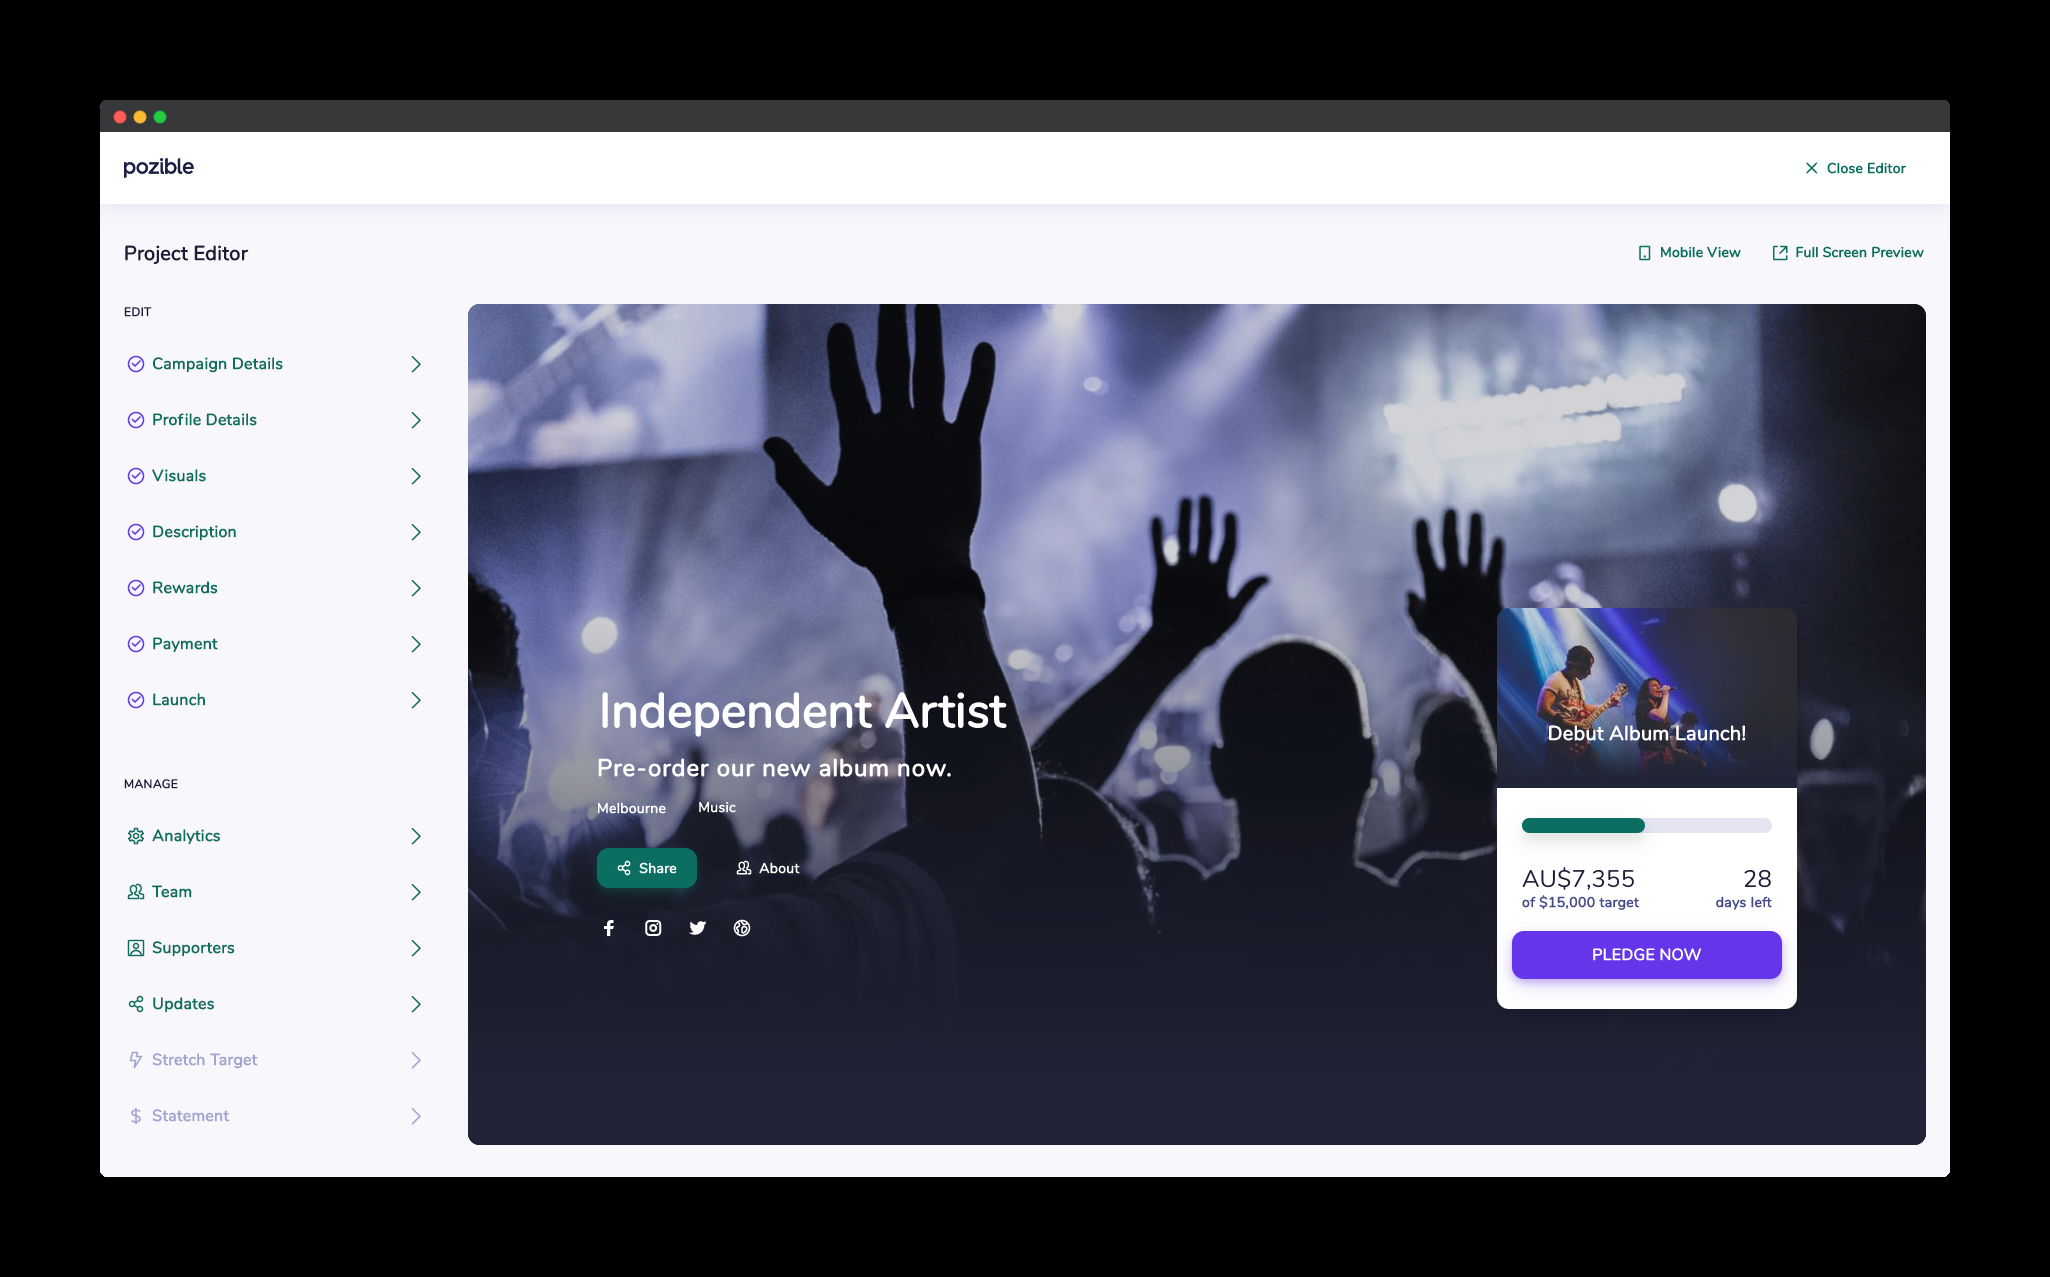 pozible
Close Editor
Project Editor
Mobile View
Full Screen Preview
EDIT
Campaign Details
Profile Details
Visuals
Description
Rewards
Payment
Launch
MANAGE
Analytics
Team
Supporters
Updates
Stretch Target
Statement
Independent Artist
Pre-order our new album now.
Melbourne Music
Share
About
Debut Album Launch!
AU$7,355
of $15,000 target
28
days left
PLEDGE NOW